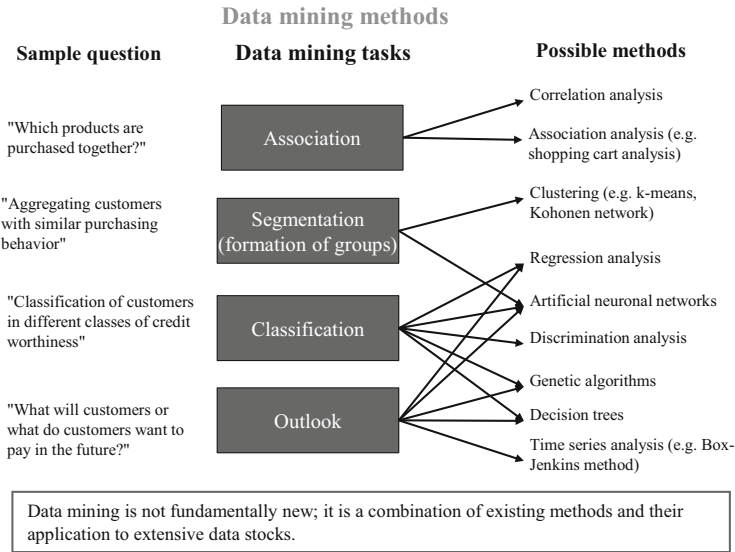 Data mining methods
Sample question
Data mining tasks
Possible methods
"Which products are
purchased together?"
Association
Correlation analysis
Association analysis (e.g.
shopping cart analysis)
"Aggregating customers
with similar purchasing
behavior"
Segmentation
(formation of groups)
Clustering (e.g. k-means,
Kohonen network)
Regression analysis
"Classification of customers
in different classes of credit
worthiness"
Classification
Artificial neuronal networks
Discrimination analysis
Genetic algorithms
"What will customers or
what do customers want to
pay in the future?"
Outlook
Decision trees
Time series analysis (e.g. Box-
Jenkins method)
Data mining is not fundamentally new; it is a combination of existing methods and their
application to extensive data stocks.